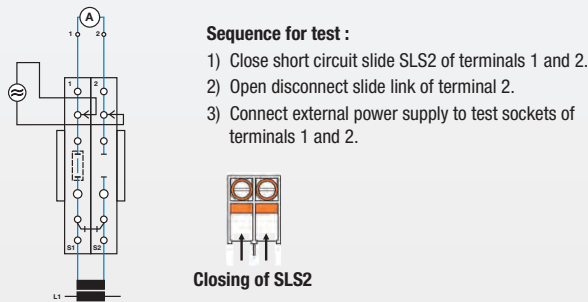 A
1 2
Sequence for test :
1) Close short circuit slide SLS2 of terminals 1 and 2.
2) Open disconnect slide link of terminal 2.
3) Connect external power supply to test sockets of
terminals 1 and 2.
1 2
S1 S2
Closing of SLS2
L1